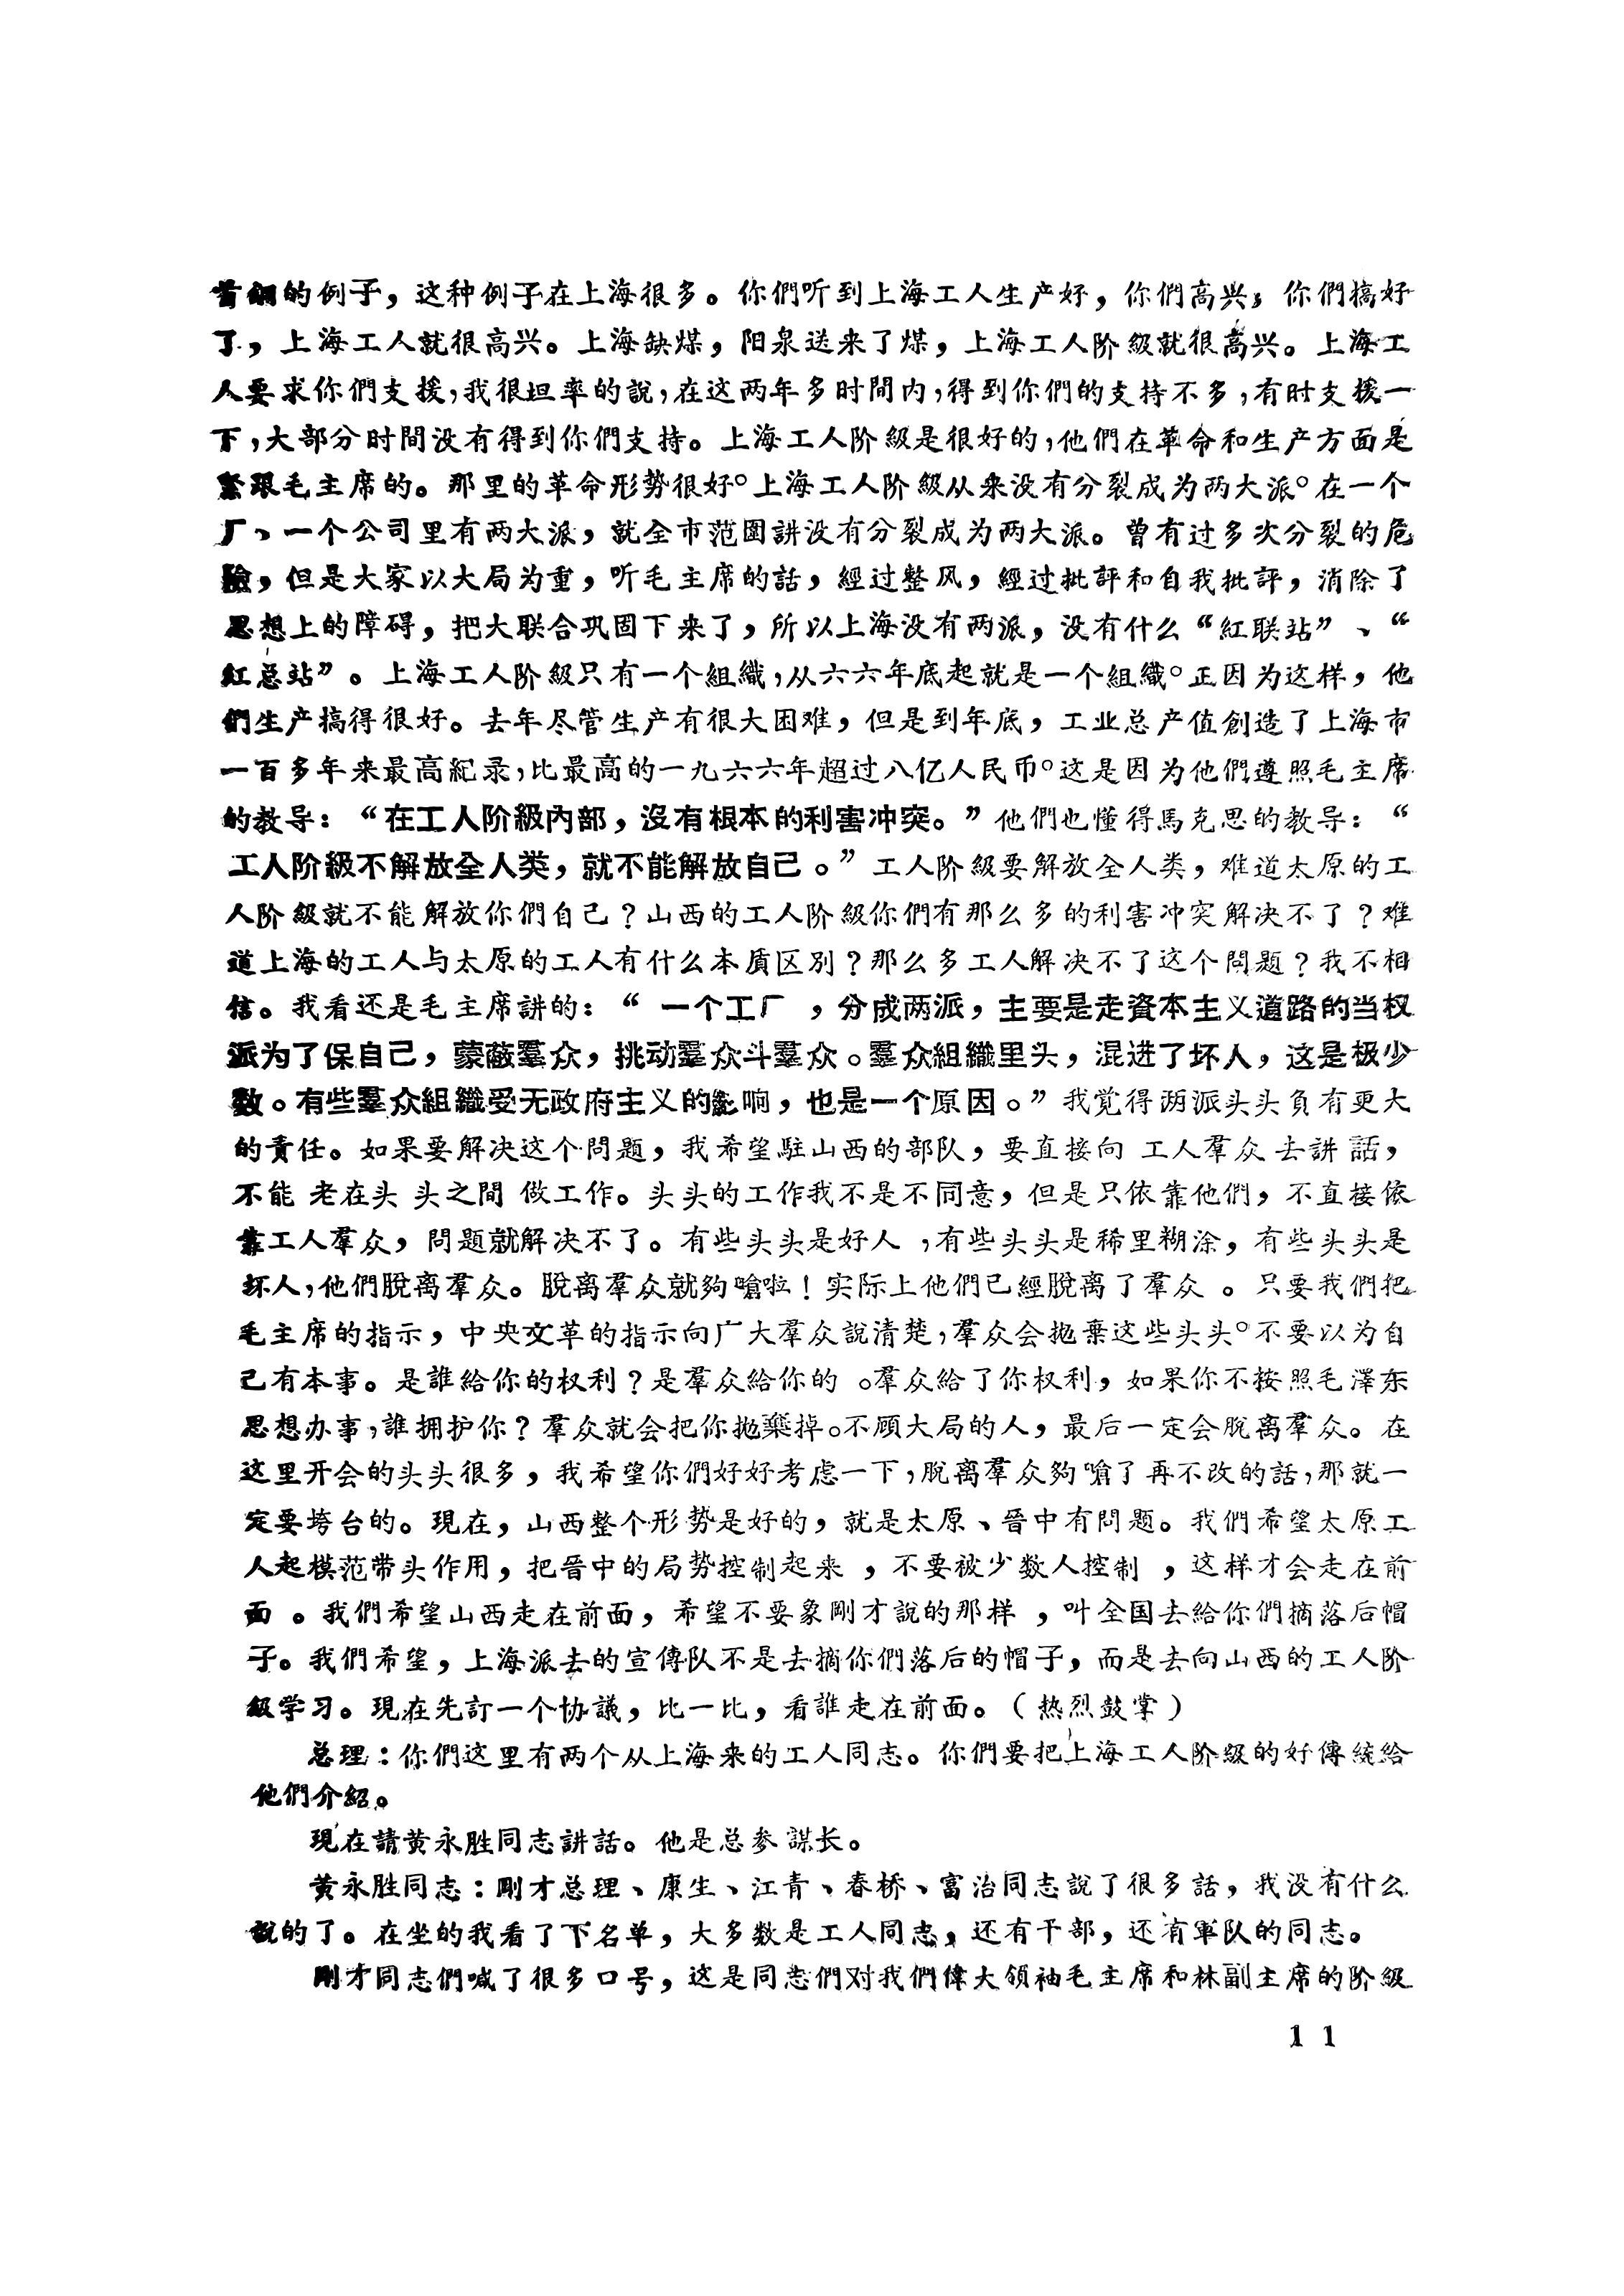 首鋼的例子，这种例子在上海很多。你們听到上海工人生产好，你們高兴，你們搞好
了，上海工人就很高兴。上海缺煤，阳泉送来了煤，上海工人阶級就很高兴。上海工
人要求你們支援，我很坦率的說，在这两年多时間内，得到你們的支持不多，有时支援一
下，大部分时間没有得到你們支持。上海工人阶級是很好的，他們在革命和生产方面是
紧跟毛主席的。那里的革命形势很好。上海工人阶級从来没有分裂成为两大派。在一个
厂、一个公司里有两大派，就全市范围講没有分裂成为两大派。曾有过多次分裂的危
险，但是大家以大局为重，听毛主席的話，經过整风，經过批評和自我批評，消除了
思想上的障碍，把大联合巩固下来了，所以上海没有两派，没有什么“紅联站”、“
紅总站”。上海工人阶級只有一个組織，从六六年底起就是一个組織。正因为这样，他
們生产搞得很好。去年尽管生产有很大困难，但是到年底，工业总产值創造了上海市
一百多年来最高紀录，比最高的一九六六年超过八亿人民币。这是因为他們遵照毛主席
的教导：“在工人阶級內部，沒有根本的利害冲突。”他們也懂得馬克思的教导：“
工人阶級不解放全人类，就不能解放自己。”工人阶級要解放全人类，难道太原的工
人阶級就不能解放你們自己？山西的工人阶級你們有那么多的利害冲突解决不了？难
道上海的工人与太原的工人有什么本质区别？那么多工人解决不了这个問題？我不相
信。我看还是毛主席講的：“一个工厂，分成两派，主要是走資本主义道路的当权
派为了保自己，蒙蔽羣众，挑动羣众斗羣众。羣众組織里头，混进了坏人，这是极少
数。有些羣众組織受无政府主义的影响，也是一个原因。”我觉得两派头头負有更大
的責任。如果要解决这个問題，我希望駐山西的部队，要直接向工人羣众去講話，
不能老在头头之間做工作。头头的工作我不是不同意，但是只依靠他們，不直接依
靠工人羣众，問題就解决不了。有些头头是好人，有些头头是稀里糊涂，有些头头是
坏人，他們脫离羣众。脫离羣众就夠嗆啦！实际上他們已經脫离了羣众。只要我們把
毛主席的指示，中央文革的指示向广大羣众說清楚，羣众会抛棄这些头头。不要以为自
己有本事。是誰給你的权利？是羣众給你的。羣众給了你权利，如果你不按照毛澤东
思想办事，誰拥护你？羣众就会把你抛棄掉。不顾大局的人，最后一定会脫离羣众。在
这里开会的头头很多，我希望你們好好考虑一下，脫离羣众夠嗆了再不改的話，那就一
定要垮台的。現在，山西整个形势是好的，就是太原、晉中有問題。我們希望太原工
人起模范带头作用，把晉中的局势控制起来，不要被少数人控制，这样才会走在前
面。我們希望山西走在前面，希望不要象剛才說的那样，叫全国去給你們摘落后帽
子。我們希望，上海派去的宣傳队不是去摘你們落后的帽子，而是去向山西的工人阶
級学习。現在先訂一个协議，比一比，看誰走在前面。（热烈鼓掌）
总理：你們这里有两个从上海来的工人同志。你們要把上海工人阶級的好傳統給
他們介紹。
現在請黄永胜同志講話。他是总参謀长。
黄永胜同志：剛才总理、康生、江青、春桥、富治同志說了很多話，我没有什么
說的了。在坐的我看了下名单，大多数是工人同志，还有干部，还有軍队的同志。
剛才同志們喊了很多口号，这是同志們对我們偉大领袖毛主席和林副主席的阶級
11